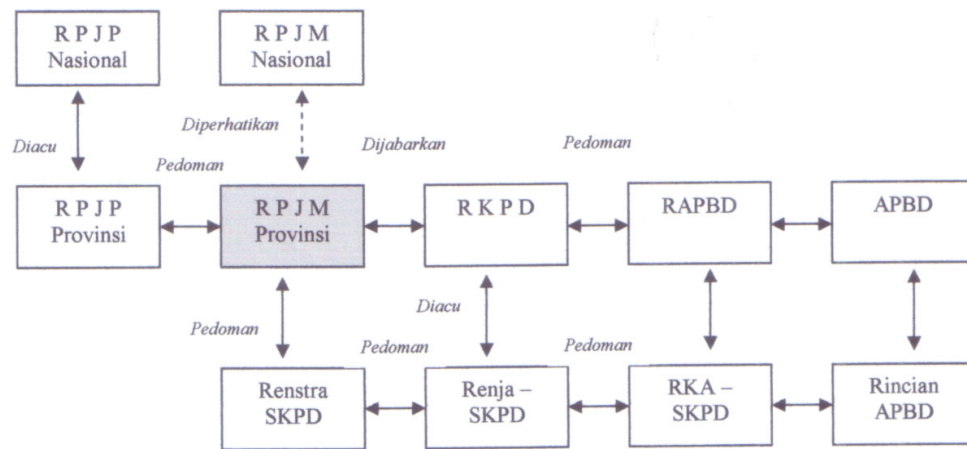 R P J P
Nasional
R P J M
Nasional
Diacu
Diperhatikan
Pedoman
Dijabarkan
Pedoman
R P J P
Provinsi
R P J M
Provinsi
R K P D
RAPBD
APBD
Pedoman
Diacu
Pedoman
Pedoman
Renstra
SKPD
Renja –
SKPD
RKA –
SKPD
Rincian
APBD